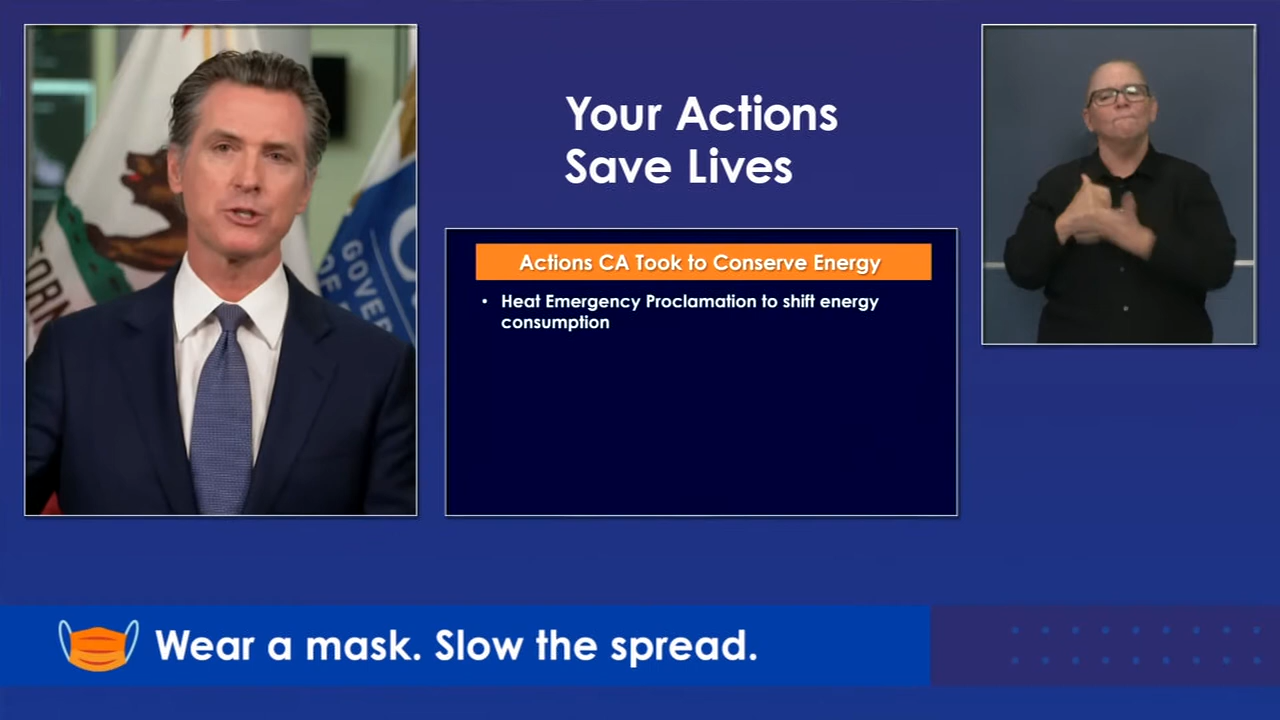 Your Actions
Save Lives
Actions CA Took to Conserve Energy
• Heat Emergency Proclamation to shift energy
consumption
Wear a mask. Slow the spread.